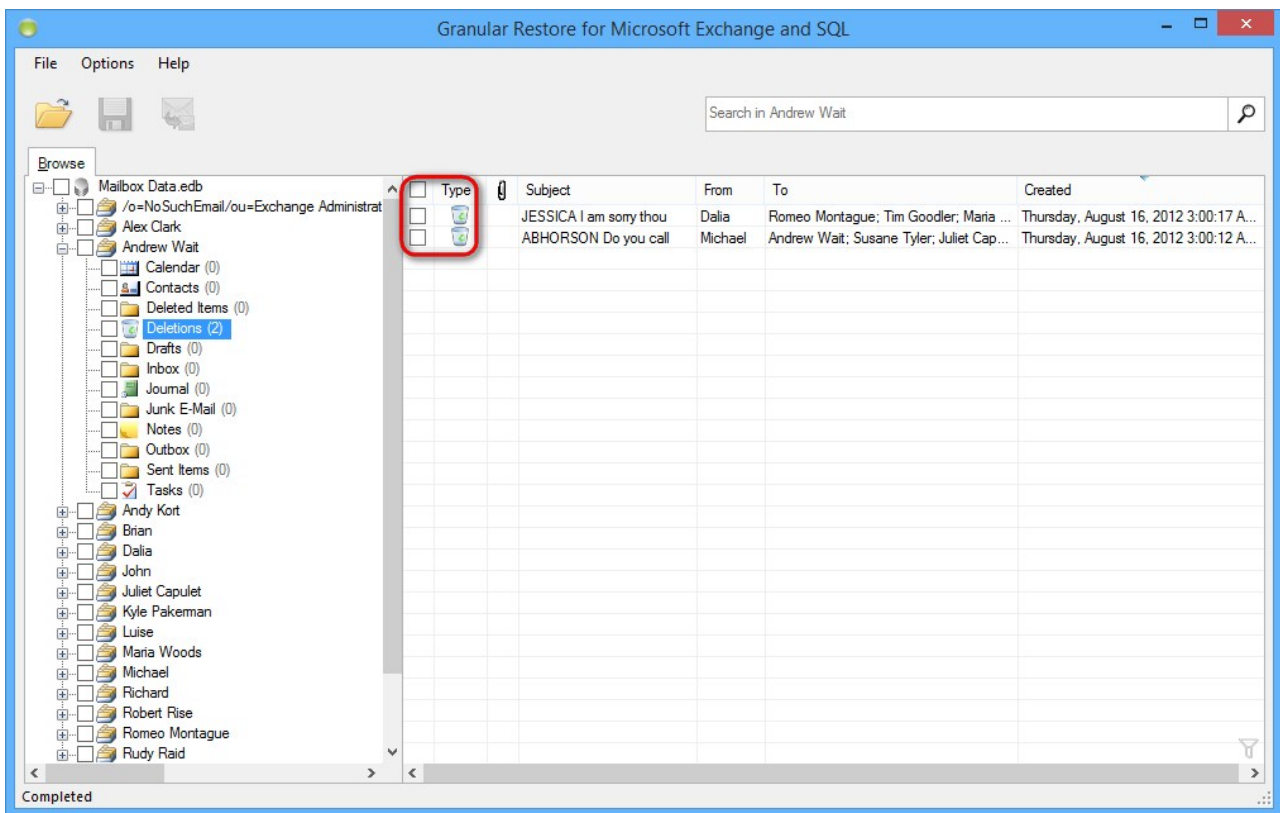 Granular Restore for Microsoft Exchange and SQL
File Options Help
Search in Andrew Wait
Browse
Mailbox Data.edb
/o=NoSuchEmail/ou=Exchange Administrat
Alex Clark
Andrew Wait
Calendar (0)
Contacts (0)
Deleted Items (0)
Deletions (2)
Drafts (0)
Inbox (0)
Journal (0)
Junk E-Mail (0)
Notes (0)
Outbox (0)
Sent Items (0)
Tasks (0)
Andy Kort
Brian
Dalia
John
Juliet Capulet
Kyle Pakerman
Luise
Maria Woods
Michael
Richard
Robert Rise
Romeo Montague
Rudy Raid
Type Subject From To Created
JESSICA I am sorry thou Dalia Romeo Montague; Tim Goodler; Maria ... Thursday, August 16, 2012 3:00:17 A...
ABHORSON Do you call Michael Andrew Wait; Susane Tyler; Juliet Cap... Thursday, August 16, 2012 3:00:12 A...
Completed